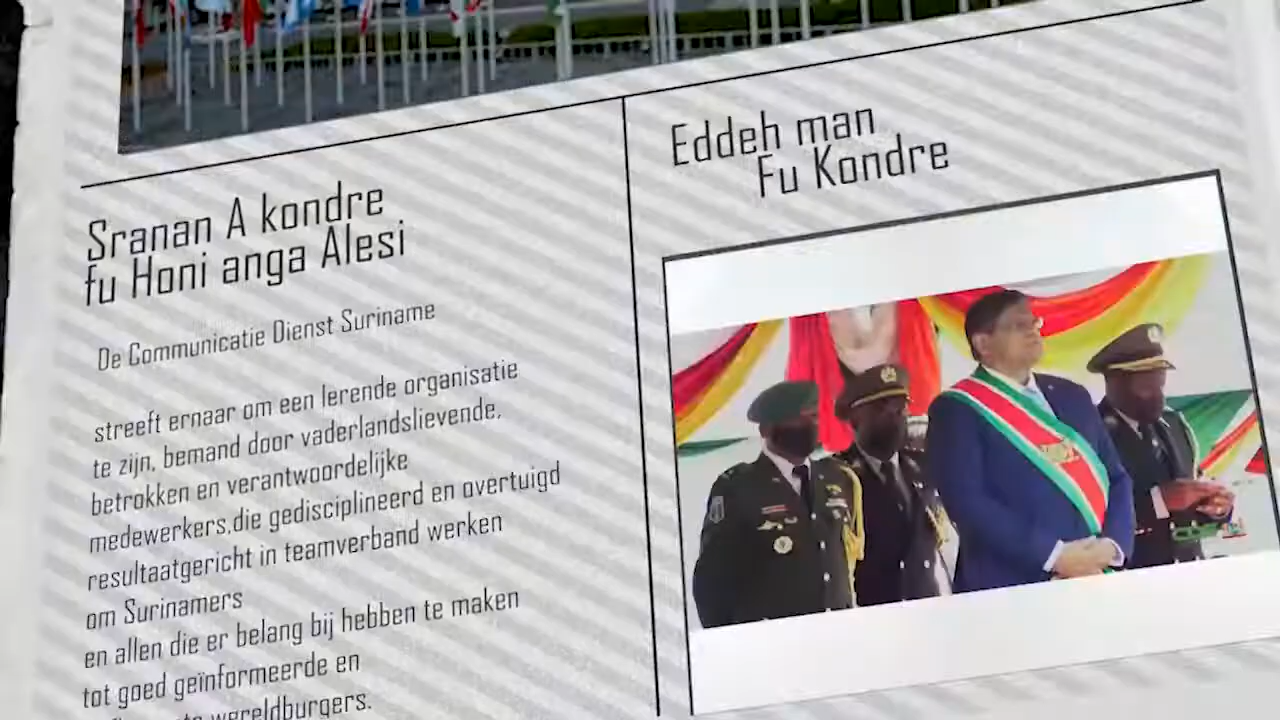 Sranan A kondre
fu Honi anga Alesi
De Communicatie Dienst Suriname
streeft ernaar om een lerende organisatie
te zijn, bemand door vaderlandslievende,
betrokken en verantwoordelijke
medewerkers,die gedisciplineerd en overtuigd
resultaatgericht in teamverband werken
om Surinamers
en allen die er belang bij hebben te maken
tot goed geïnformeerde en
wereldburgers.
Eddeh man
Fu Kondre